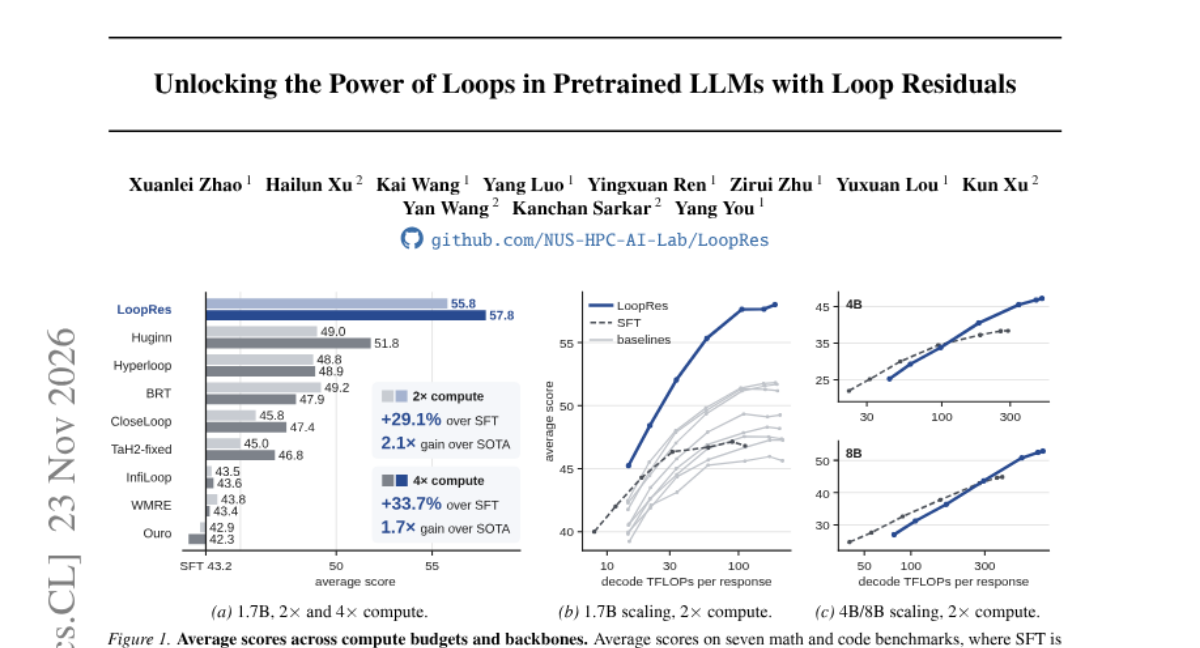 Unlocking the Power of Loops in Pretrained LLMs with Loop Residuals
Xuanlei Zhao 1 Hailun Xu 2 Kai Wang 1 Yang Luo 1 Yingxuan Ren 1 Zirui Zhu 1 Yuxuan Lou 1 Kun Xu 2
Yan Wang 2 Kanchan Sarkar 2 Yang You 1
github.com/NUS-HPC-AI-Lab/LoopRes
cs.CL] 23 Nov 2026
LoopRes
55.8
57.8
Huginn
49.0
51.8
Hyperloop
48.8
48.9
BRT
49.2
47.9
CloseLoop
45.8
47.4
TaH2-fixed
45.0
46.8
InfiLoop
43.5
43.6
WMRE
43.8
43.4
Ouro
42.9
42.3
2× compute
+29.1% over SFT
2.1× gain over SOTA
4× compute
+33.7% over SFT
1.7× gain over SOTA
SFT 43.2 50 55
average score
(a) 1.7B, 2× and 4× compute.
LoopRes
SFT
baselines
average score
55
50
45
40
10 30 100
decode TFLOPs per response
(b) 1.7B scaling, 2× compute.
4B
45
35
25
30 100 300
8B
50
40
30
50 100 300
decode TFLOPs per response
(c) 4B/8B scaling, 2× compute.
Figure 1. Average scores across compute budgets and backbones. Average scores on seven math and code benchmarks, where SFT is